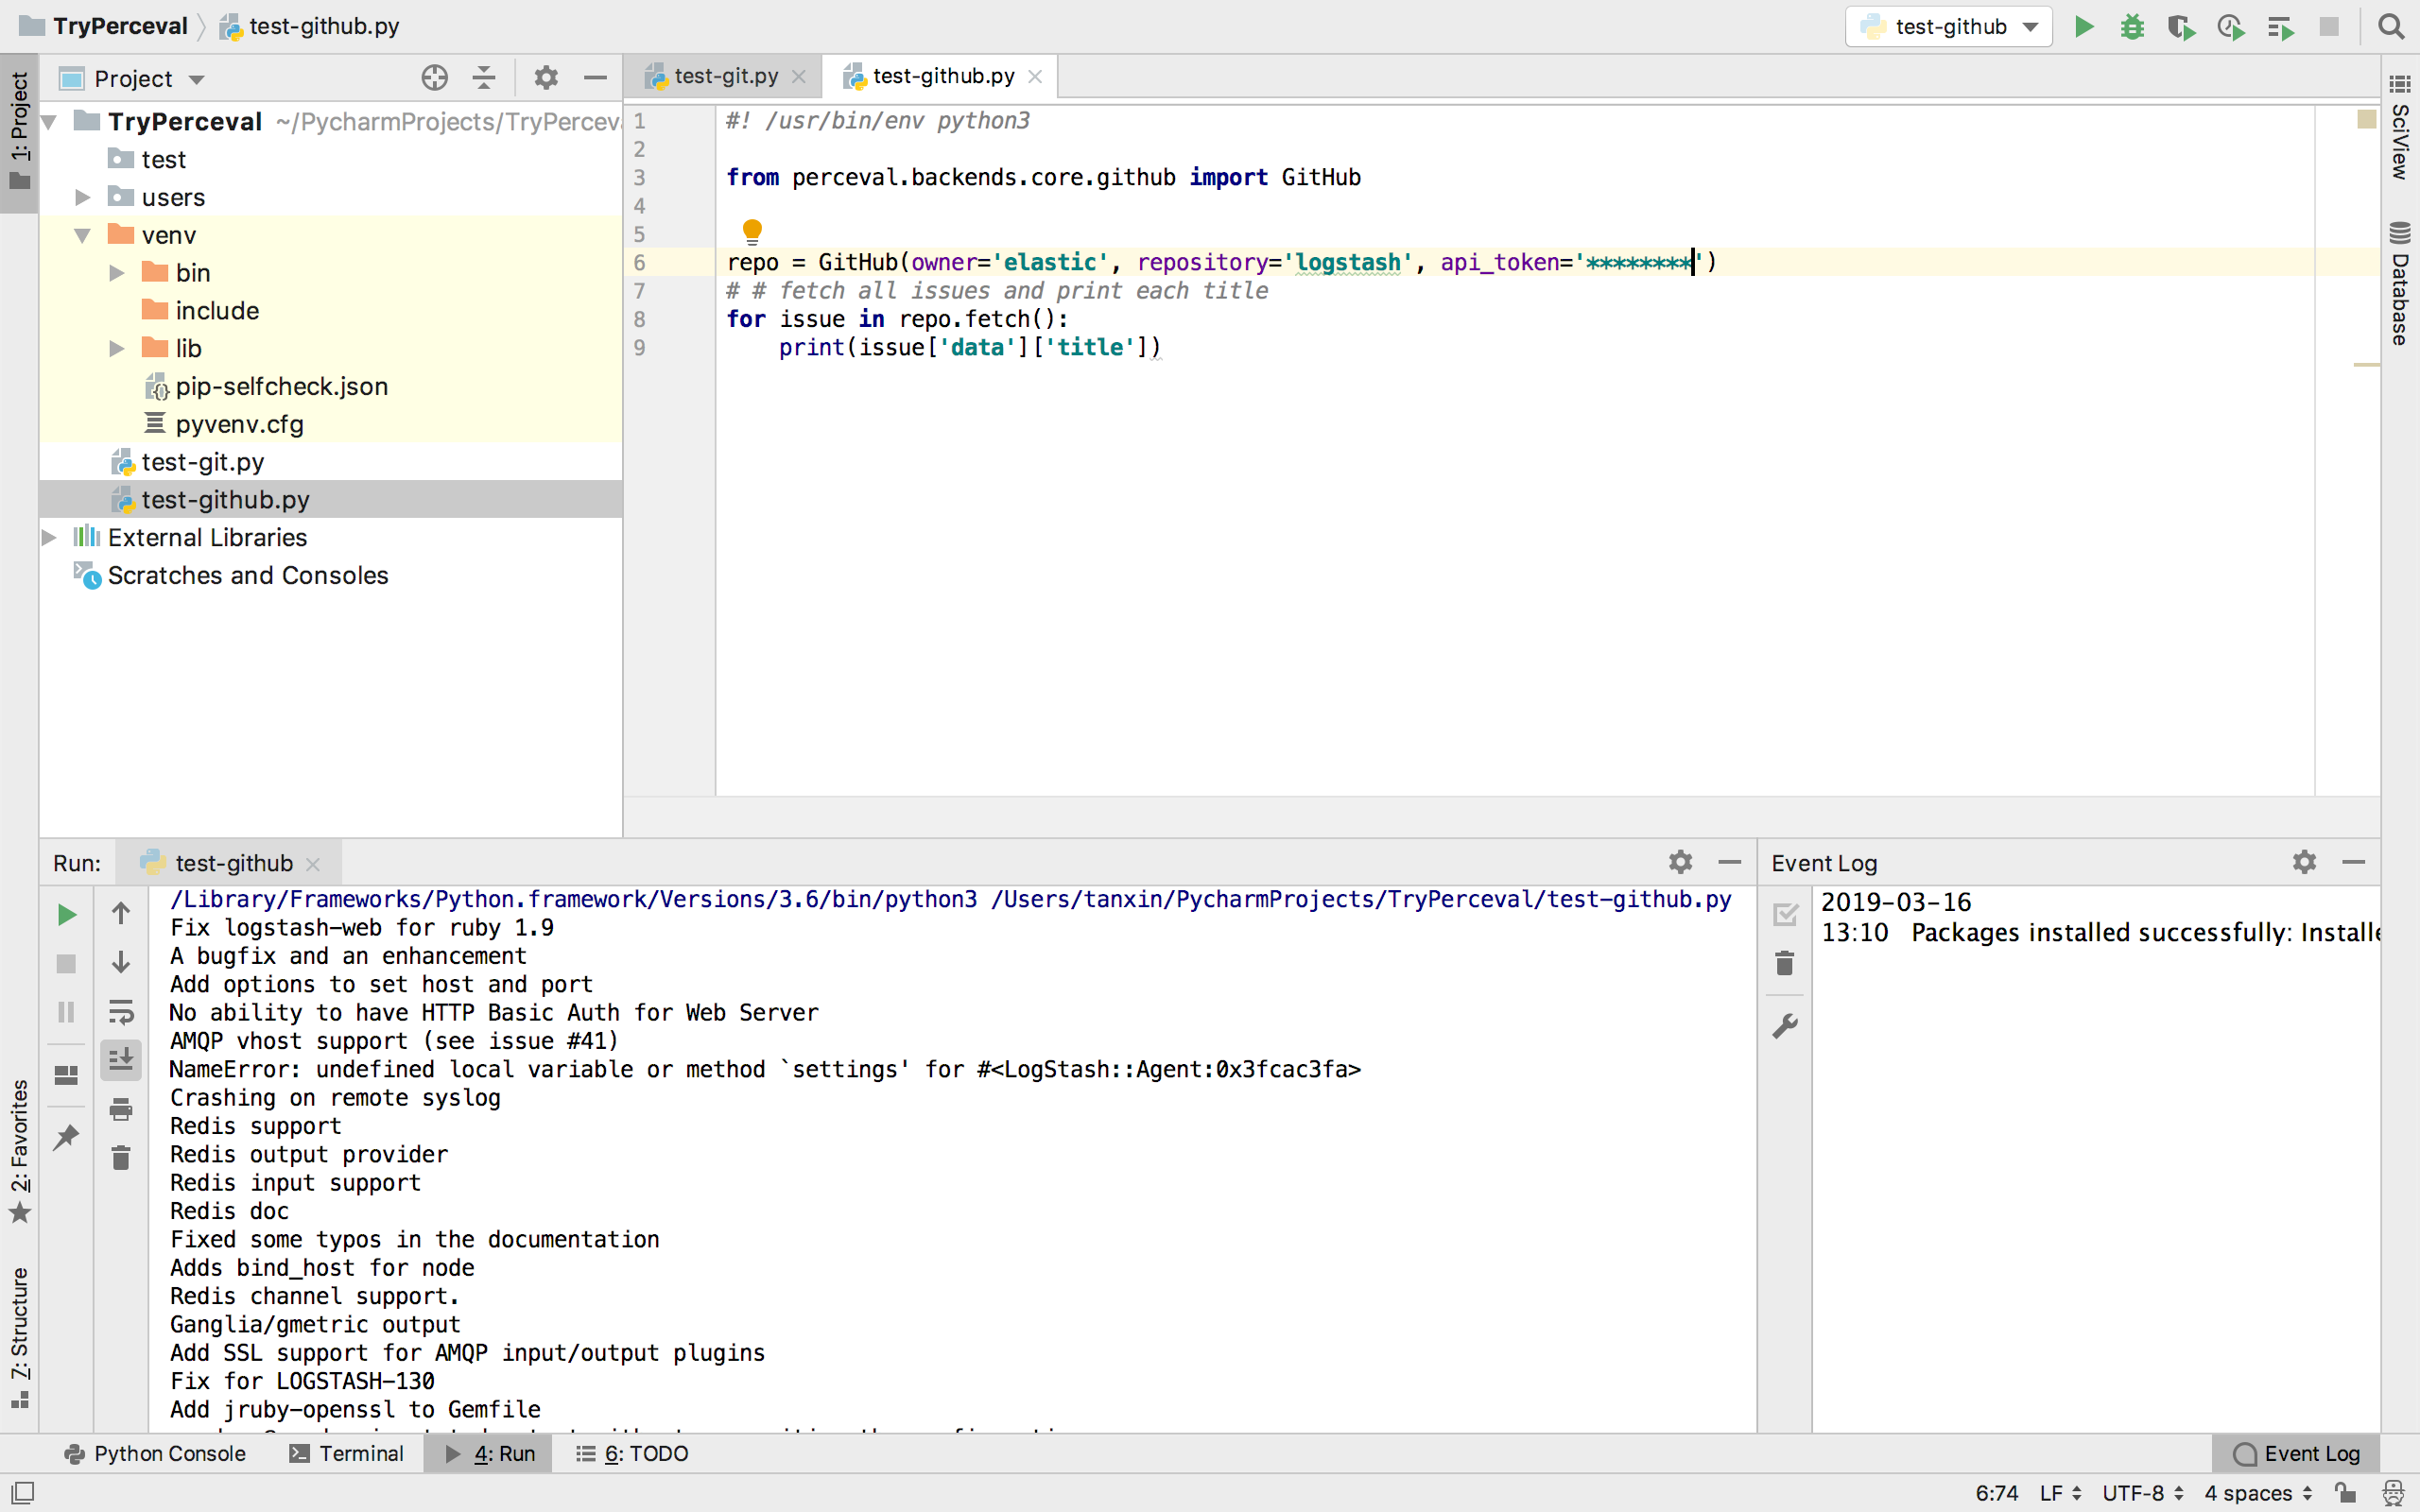 TryPerceval
test-github.py
test-github
1: Project
Project
test-git.py
test-github.py
TryPerceval ~/PycharmProjects/TryPerceva
test
users
venv
bin
include
lib
pip-selfcheck.json
pyvenv.cfg
test-git.py
test-github.py
External Libraries
Scratches and Consoles
1 #! /usr/bin/env python3
2
3 from perceval.backends.core.github import GitHub
4
5
6 repo = GitHub(owner='elastic', repository='logstash', api_token='********')
7 # # fetch all issues and print each title
8 for issue in repo.fetch():
9     print(issue['data']['title'])
SciView
Database
Run: test-github
/Library/Frameworks/Python.framework/Versions/3.6/bin/python3 /Users/tanxin/PycharmProjects/TryPerceval/test-github.py
Fix logstash-web for ruby 1.9
A bugfix and an enhancement
Add options to set host and port
No ability to have HTTP Basic Auth for Web Server
AMQP vhost support (see issue #41)
NameError: undefined local variable or method `settings' for #<LogStash::Agent:0x3fcac3fa>
Crashing on remote syslog
Redis support
Redis output provider
Redis input support
Redis doc
Fixed some typos in the documentation
Adds bind_host for node
Redis channel support.
Ganglia/gmetric output
Add SSL support for AMQP input/output plugins
Fix for LOGSTASH-130
Add jruby-openssl to Gemfile
Event Log
2019-03-16
13:10 Packages installed successfully: Installe
2: Favorites
7: Structure
Python Console
Terminal
4: Run
6: TODO
Event Log
6:74 LF UTF-8 4 spaces